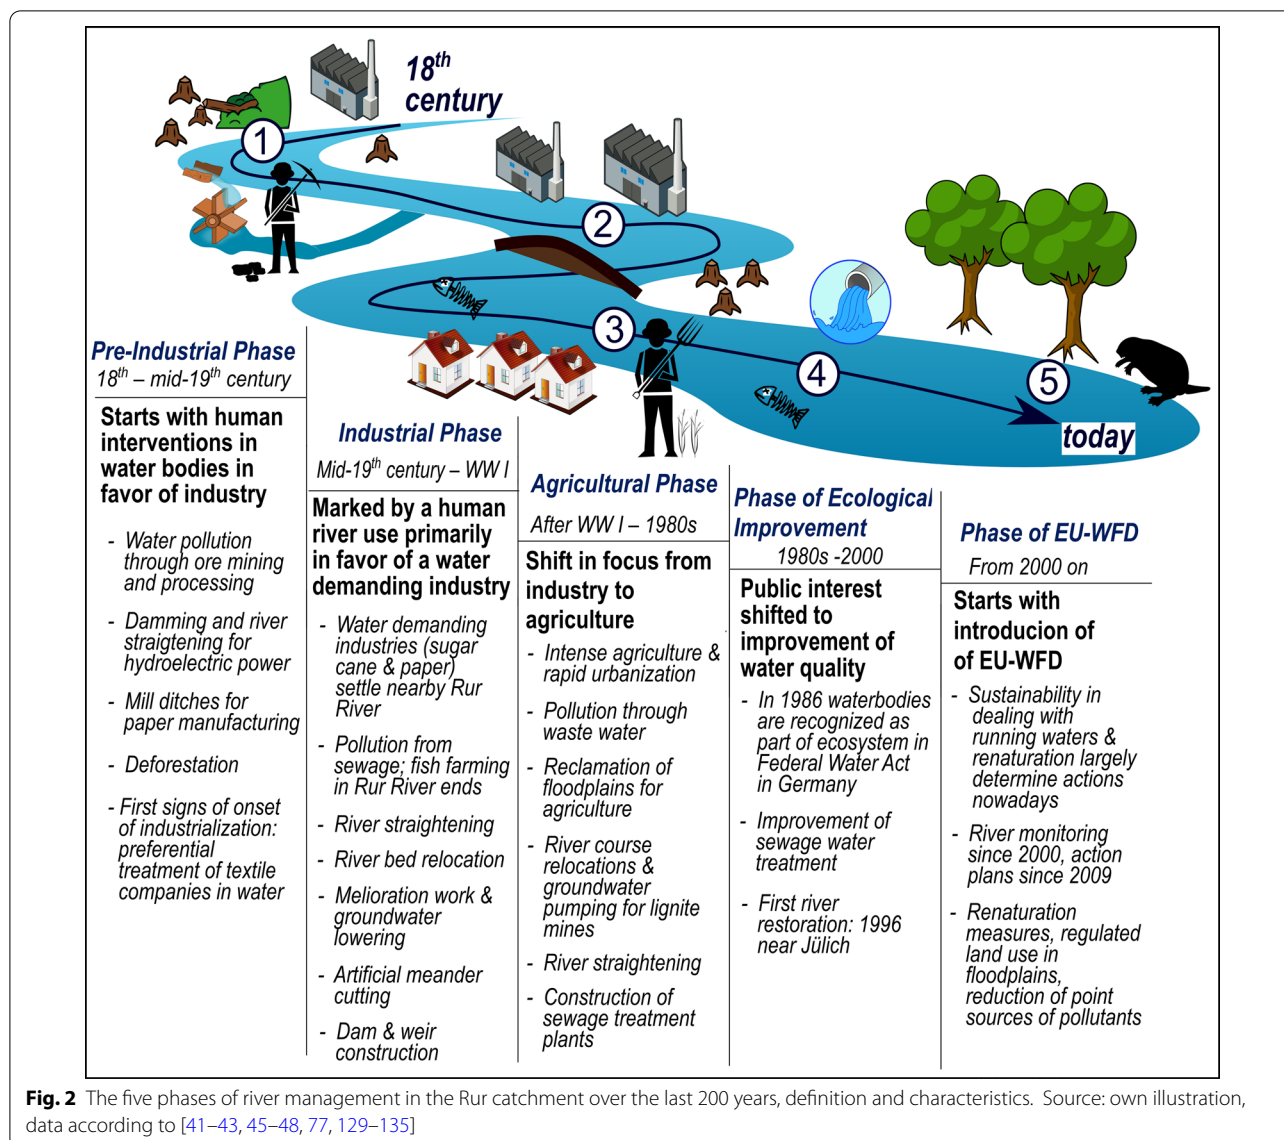 18th
century
1
2
3
4
5
today
Pre-Industrial Phase
18th – mid-19th century
Starts with human
interventions in
water bodies in
favor of industry
- Water pollution
through ore mining
and processing
- Damming and river
straigtening for
hydroelectric power
- Mill ditches for
paper manufacturing
- Deforestation
- First signs of onset
of industrialization:
preferential
treatment of textile
companies in water
Industrial Phase
Mid-19th century – WW I
Marked by a human
river use primarily
in favor of a water
demanding industry
- Water demanding
industries (sugar
cane & paper)
settle nearby Rur
River
- Pollution from
sewage; fish farming
in Rur River ends
- River straightening
- River bed relocation
- Melioration work &
groundwater
lowering
- Artificial meander
cutting
- Dam & weir
construction
Agricultural Phase
After WW I – 1980s
Shift in focus from
industry to
agriculture
- Intense agriculture &
rapid urbanization
- Pollution through
waste water
- Reclamation of
floodplains for
agriculture
- River course
relocations &
groundwater
pumping for lignite
mines
- River straightening
- Construction of
sewage treatment
plants
Phase of Ecological
Improvement
1980s -2000
Public interest
shifted to
improvement of
water quality
- In 1986 waterbodies
are recognized as
part of ecosystem in
Federal Water Act
in Germany
- Improvement of
sewage water
treatment
- First river
restoration: 1996
near Jülich
Phase of EU-WFD
From 2000 on
Starts with
introducion of
of EU-WFD
- Sustainability in
dealing with
running waters &
renaturation largely
determine actions
nowadays
- River monitoring
since 2000, action
plans since 2009
- Renaturation
measures, regulated
land use in
floodplains,
reduction of point
sources of pollutants
Fig. 2 The five phases of river management in the Rur catchment over the last 200 years, definition and characteristics. Source: own illustration,
data according to [41–43, 45–48, 77, 129–135]